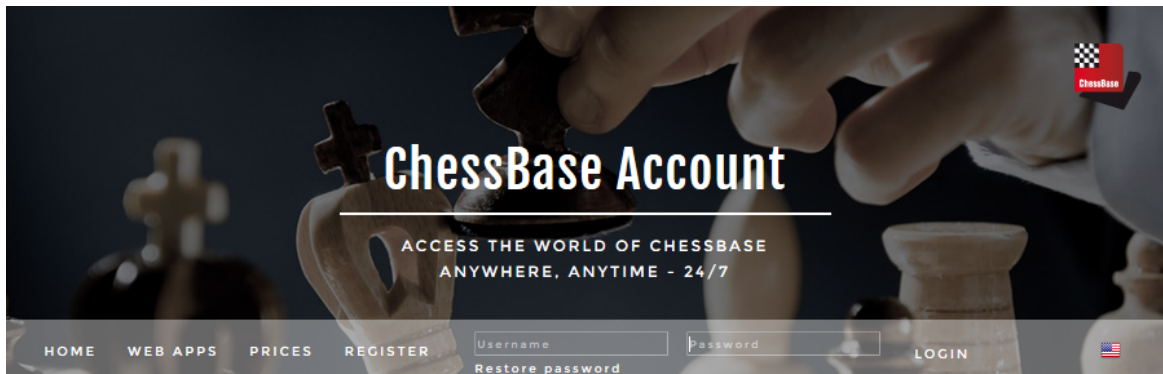 ChessBase
ChessBase Account
ACCESS THE WORLD OF CHESSBASE
ANYWHERE, ANYTIME - 24/7
HOME WEB APPS PRICES REGISTER Username Password LOGIN
Restore password